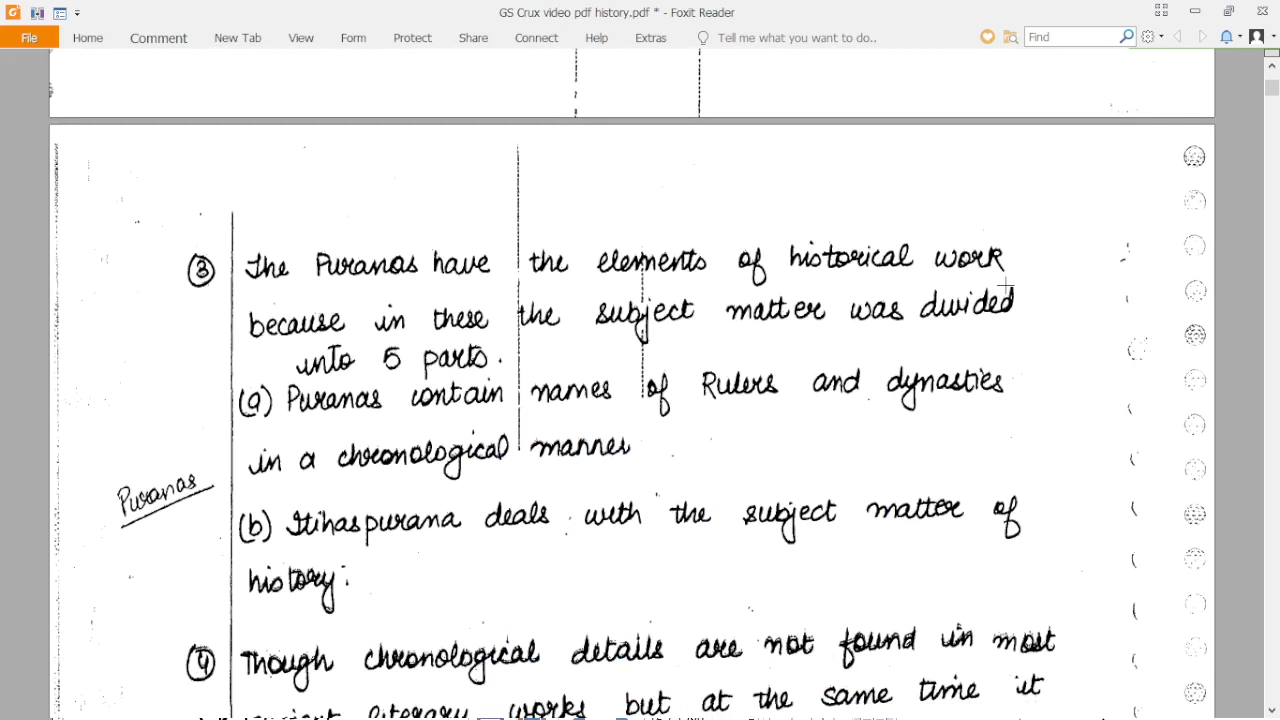 GS Crux video pdf history.pdf * - Foxit Reader
File Home Comment New Tab View Form Protect Share Connect Help Extras Tell me what you want to do.. Find
③ The Puranas have the elements of historical work
because in these the subject matter was divided
into 5 parts.
(a) Puranas contain names of Rulers and dynasties
in a chronological manner
Puranas
(b) Itihaspurana deals with the subject matter of
history:
④ Though chronological details are not found in most
literary works but at the same time it